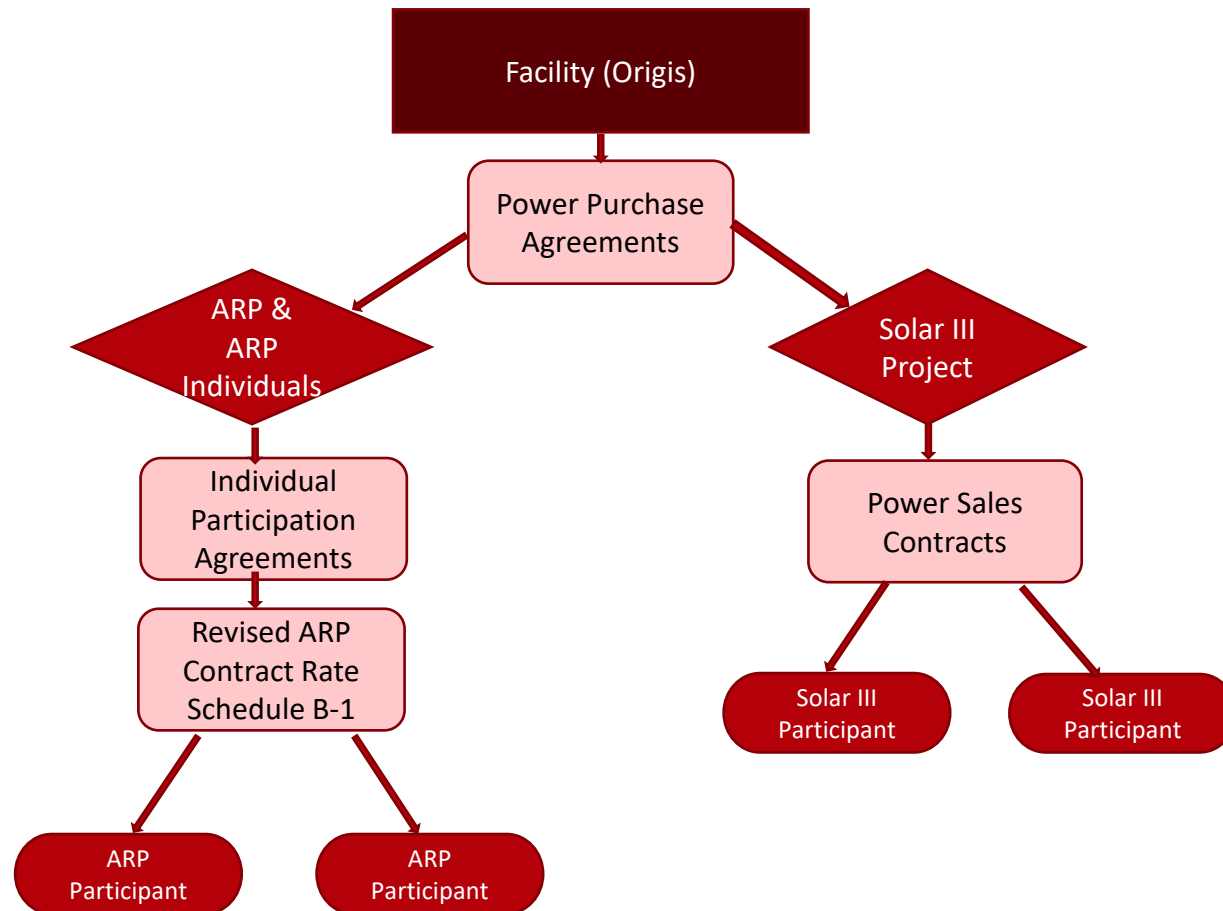 Facility (Origis)
Power Purchase
Agreements
ARP &
ARP
Individuals
Solar III
Project
Individual
Participation
Agreements
Power Sales
Contracts
Revised ARP
Contract Rate
Schedule B-1
Solar III
Participant
Solar III
Participant
ARP
Participant
ARP
Participant